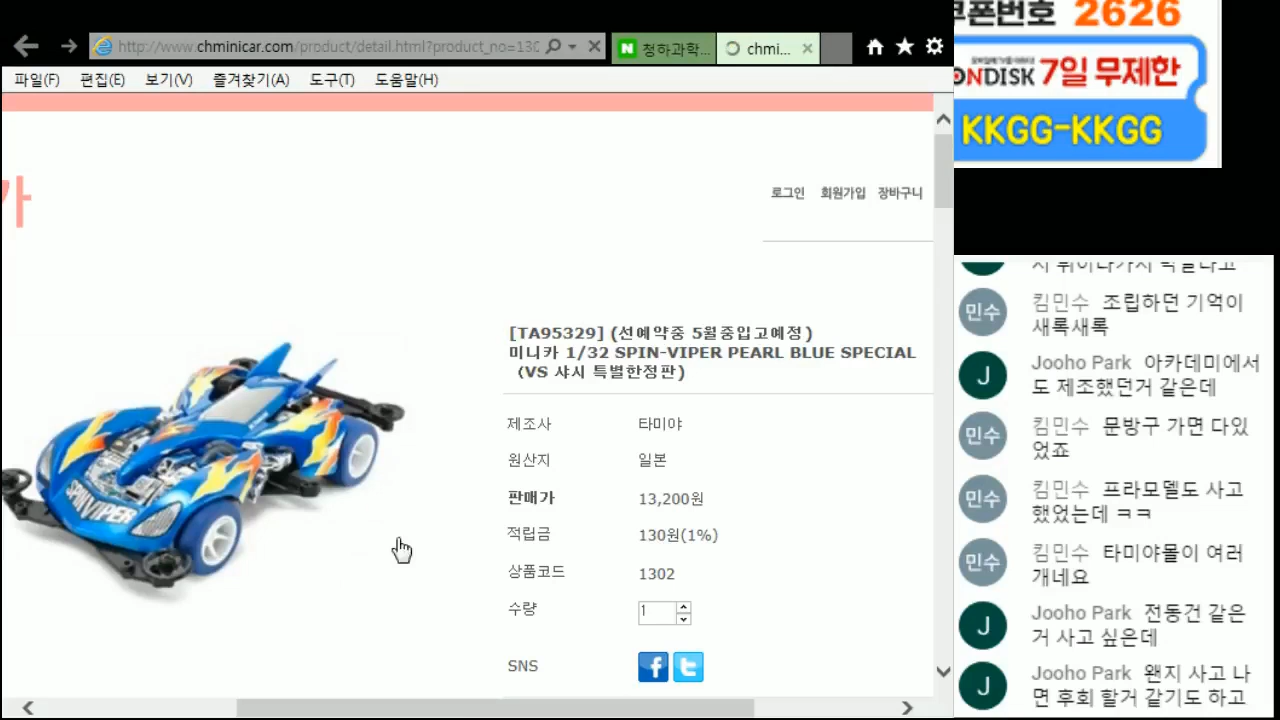 http://www.chminicar.com/product/detail.html?product_no=130
청하과학...
chmi...
파일(F) 편집(E) 보기(V) 즐겨찾기(A) 도구(T) 도움말(H)
가
로그인 회원가입 장바구니
[TA95329] (선예약중 5월중입고예정)
미니카 1/32 SPIN-VIPER PEARL BLUE SPECIAL
(VS 샤시 특별한정판)
제조사 타미야
원산지 일본
판매가 13,200원
적립금 130원(1%)
상품코드 1302
수량 1
SNS
SPINVIPER
쿠폰번호 2626
ONDISK 7일 무제한
KKGG-KKGG
킴민수 조립하던 기억이
새록새록
Jooho Park 아카데미에서
도 제조했던거 같은데
킴민수 문방구 가면 다있
었죠
킴민수 프라모델도 사고
했었는데 ㅋㅋ
킴민수 타미야몰이 여러
개네요
Jooho Park 전동건 같은
거 사고 싶은데
Jooho Park 왠지 사고 나
면 후회 할거 같기도 하고